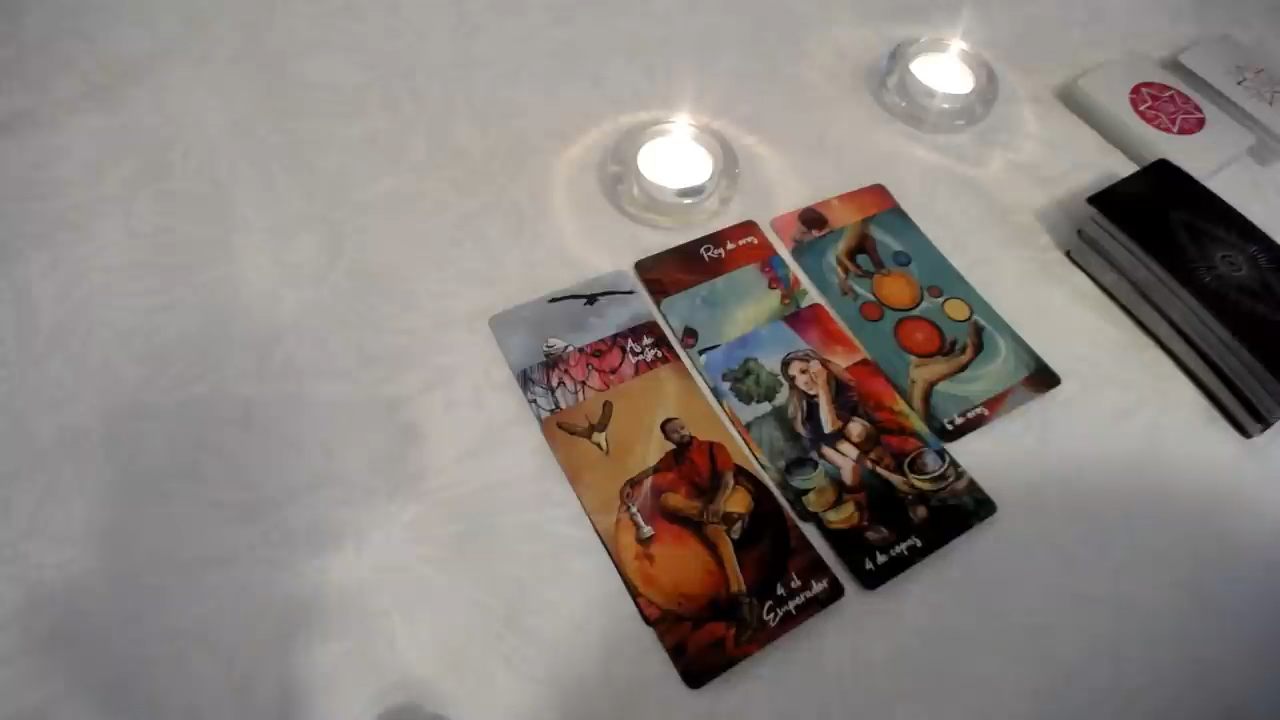 As de
bastos
4 el
Emperador
Rey de oros
4 de copas
de oros